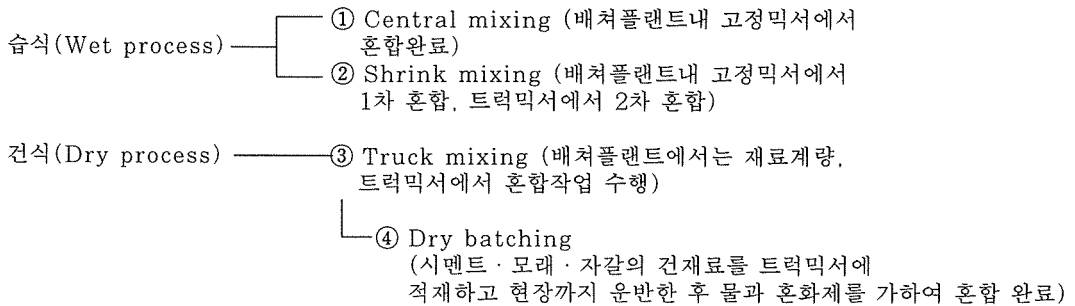 습식(Wet process)
① Central mixing (배쳐플랜트내 고정믹서에서
혼합완료)
② Shrink mixing (배쳐플랜트내 고정믹서에서
1차 혼합, 트럭믹서에서 2차 혼합)
건식(Dry process)
③ Truck mixing (배쳐플랜트에서는 재료계량,
트럭믹서에서 혼합작업 수행)
④ Dry batching
(시멘트 · 모래 · 자갈의 건재료를 트럭믹서에
적재하고 현장까지 운반한 후 물과 혼화제를 가하여 혼합 완료)